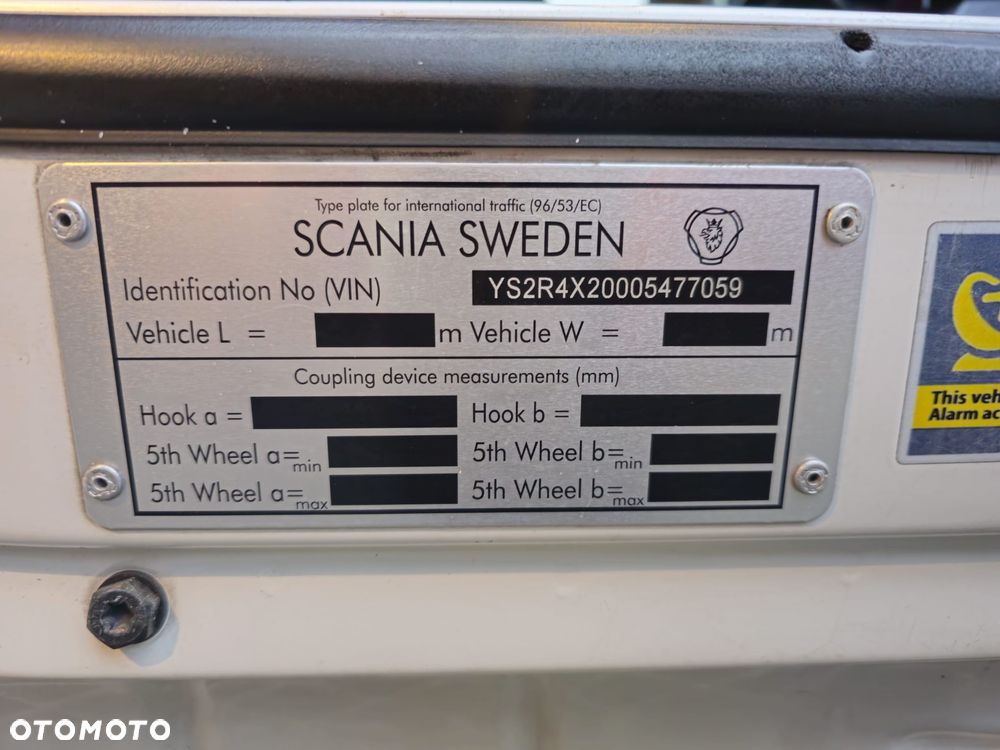 Type plate for international traffic (96/53/EC)
SCANIA SWEDEN
Identification No (VIN) YS2R4X20005477059
Vehicle L = m Vehicle W = m
Coupling device measurements (mm)
Hook a = Hook b =
5th Wheel a=min 5th Wheel b=min
5th Wheel a=max 5th Wheel b=max
This veh
Alarm ac
OTOMOTO